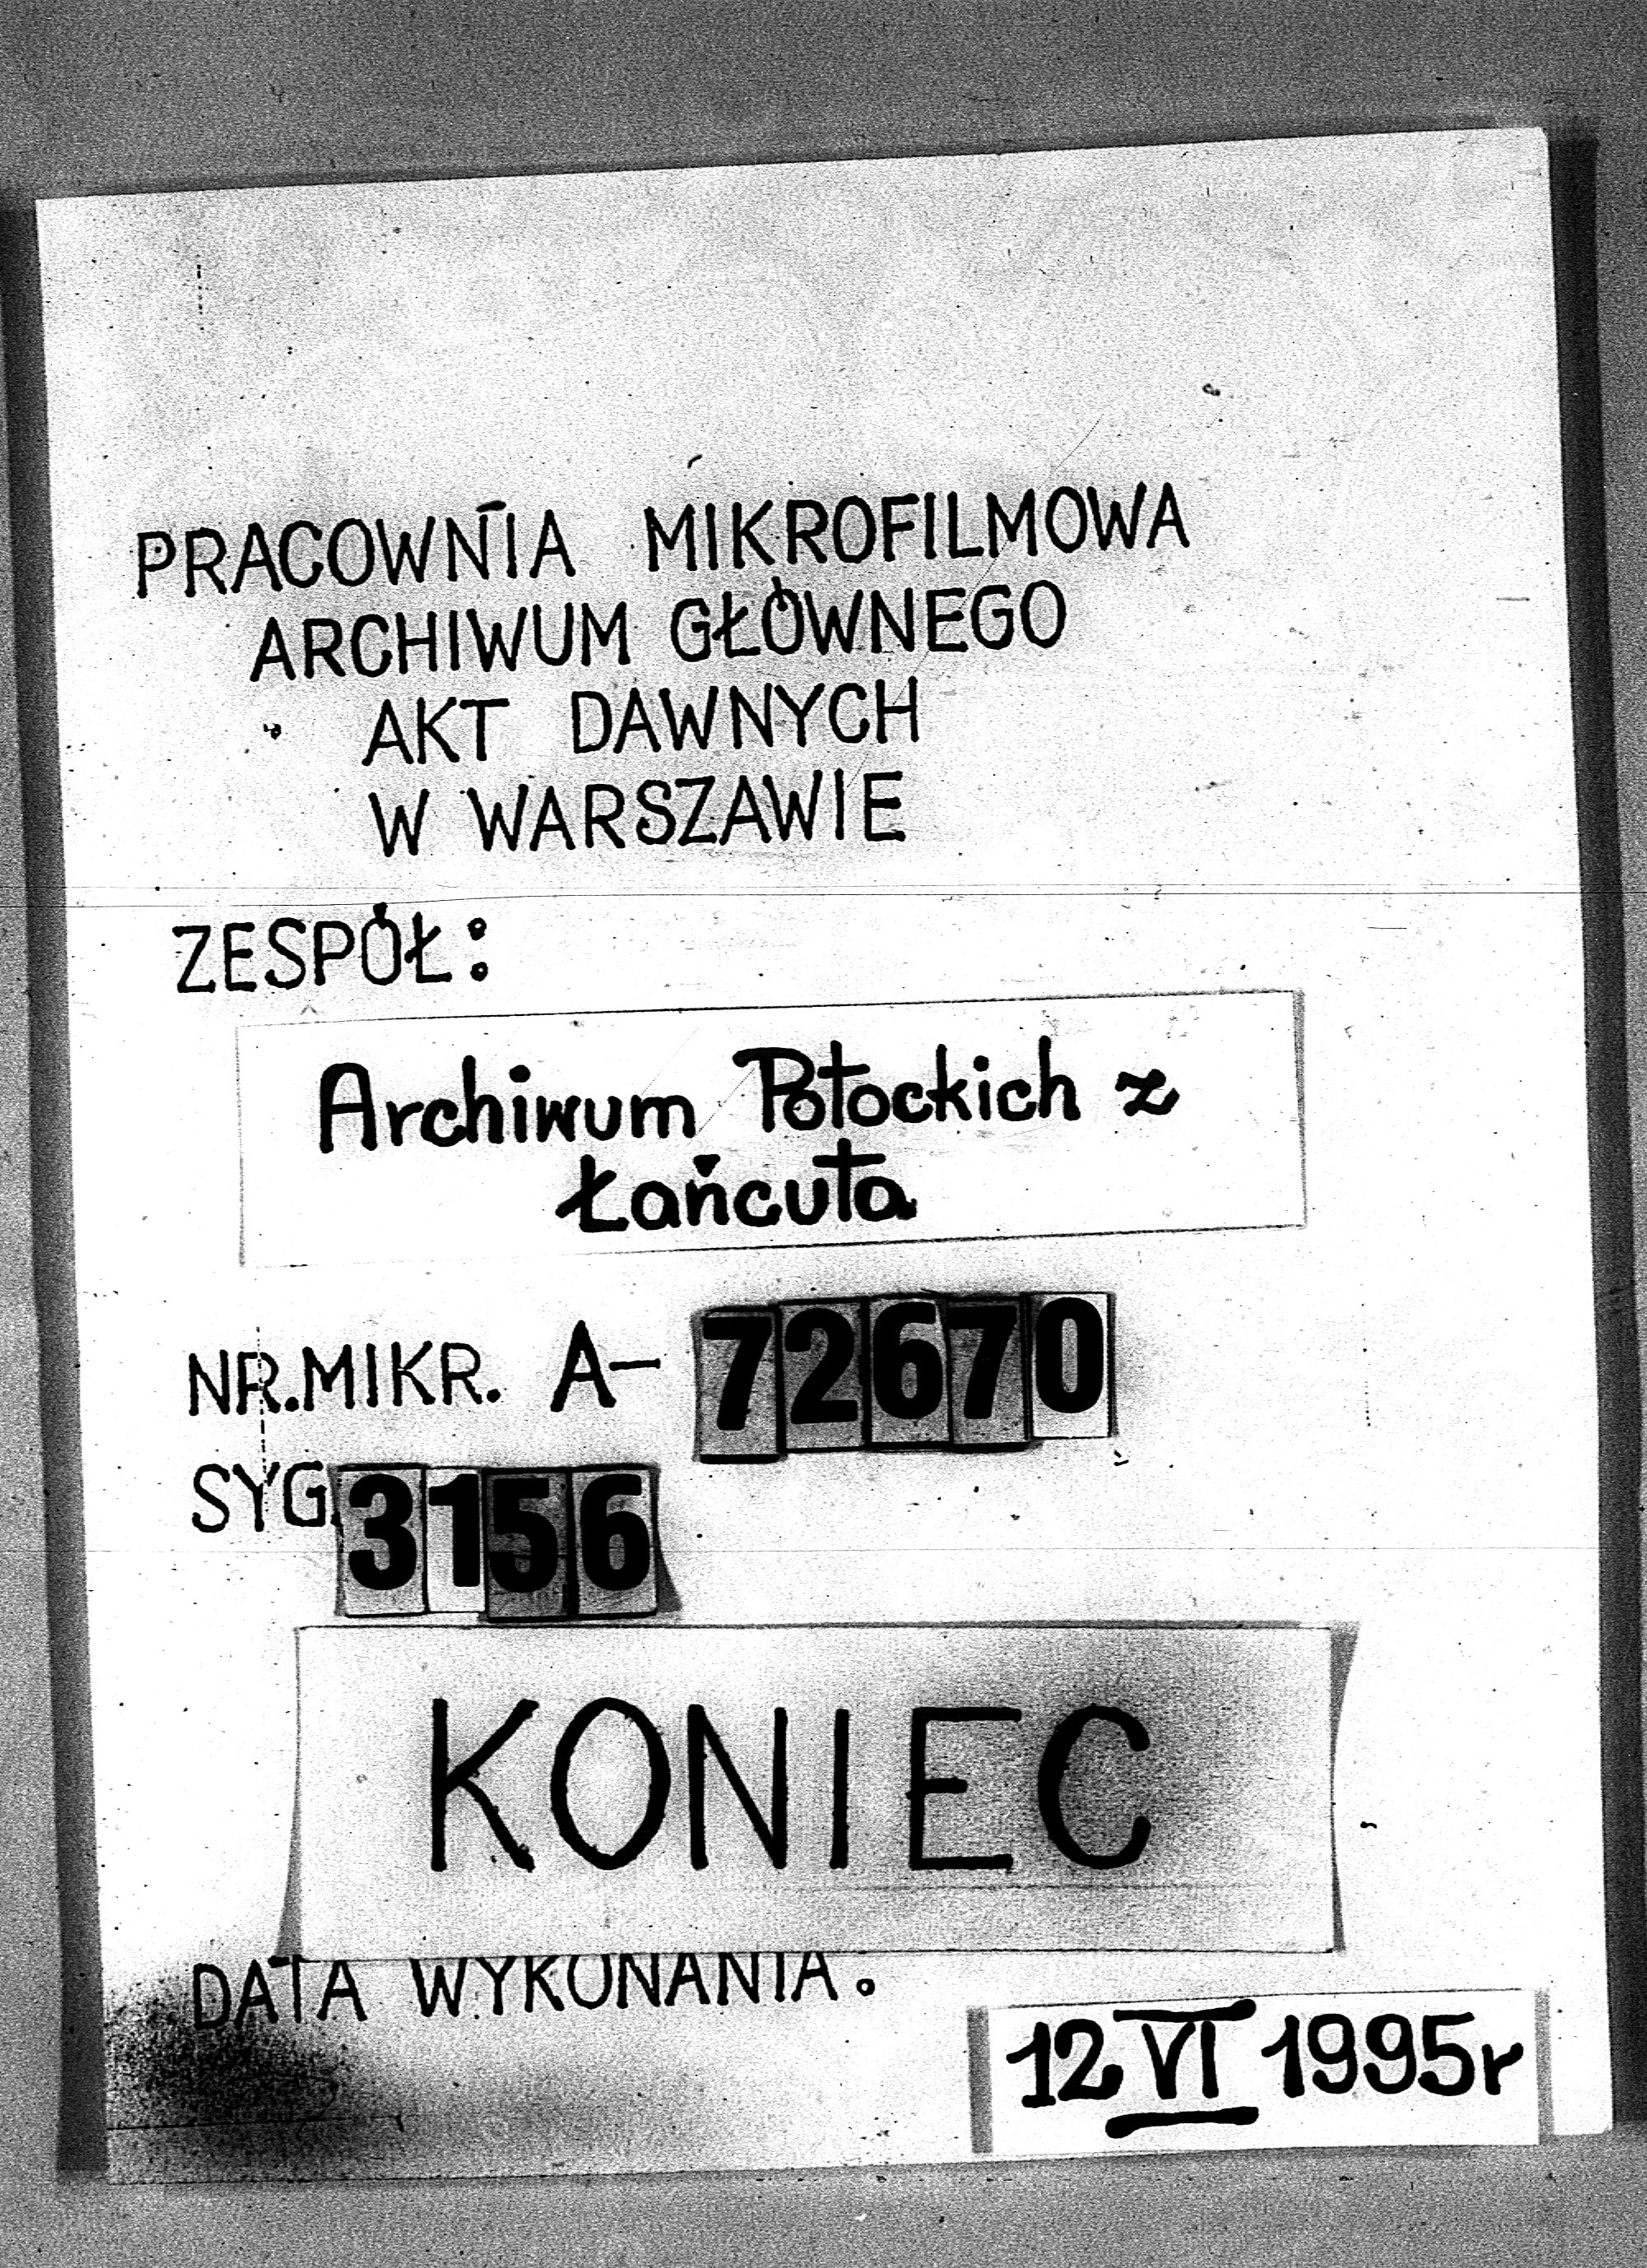 PRACOWNIA MIKROFILMOWA
ARCHIWUM GŁÓWNEGO
AKT DAWNYCH
W WARSZAWIE
ZESPÓŁ:
Archiwum Potockich z
Łańcuta
NR.MIKR. A- 72670
SYG. 3156
KONIEC
DATA WYKONANIA:
12 VI 1995r